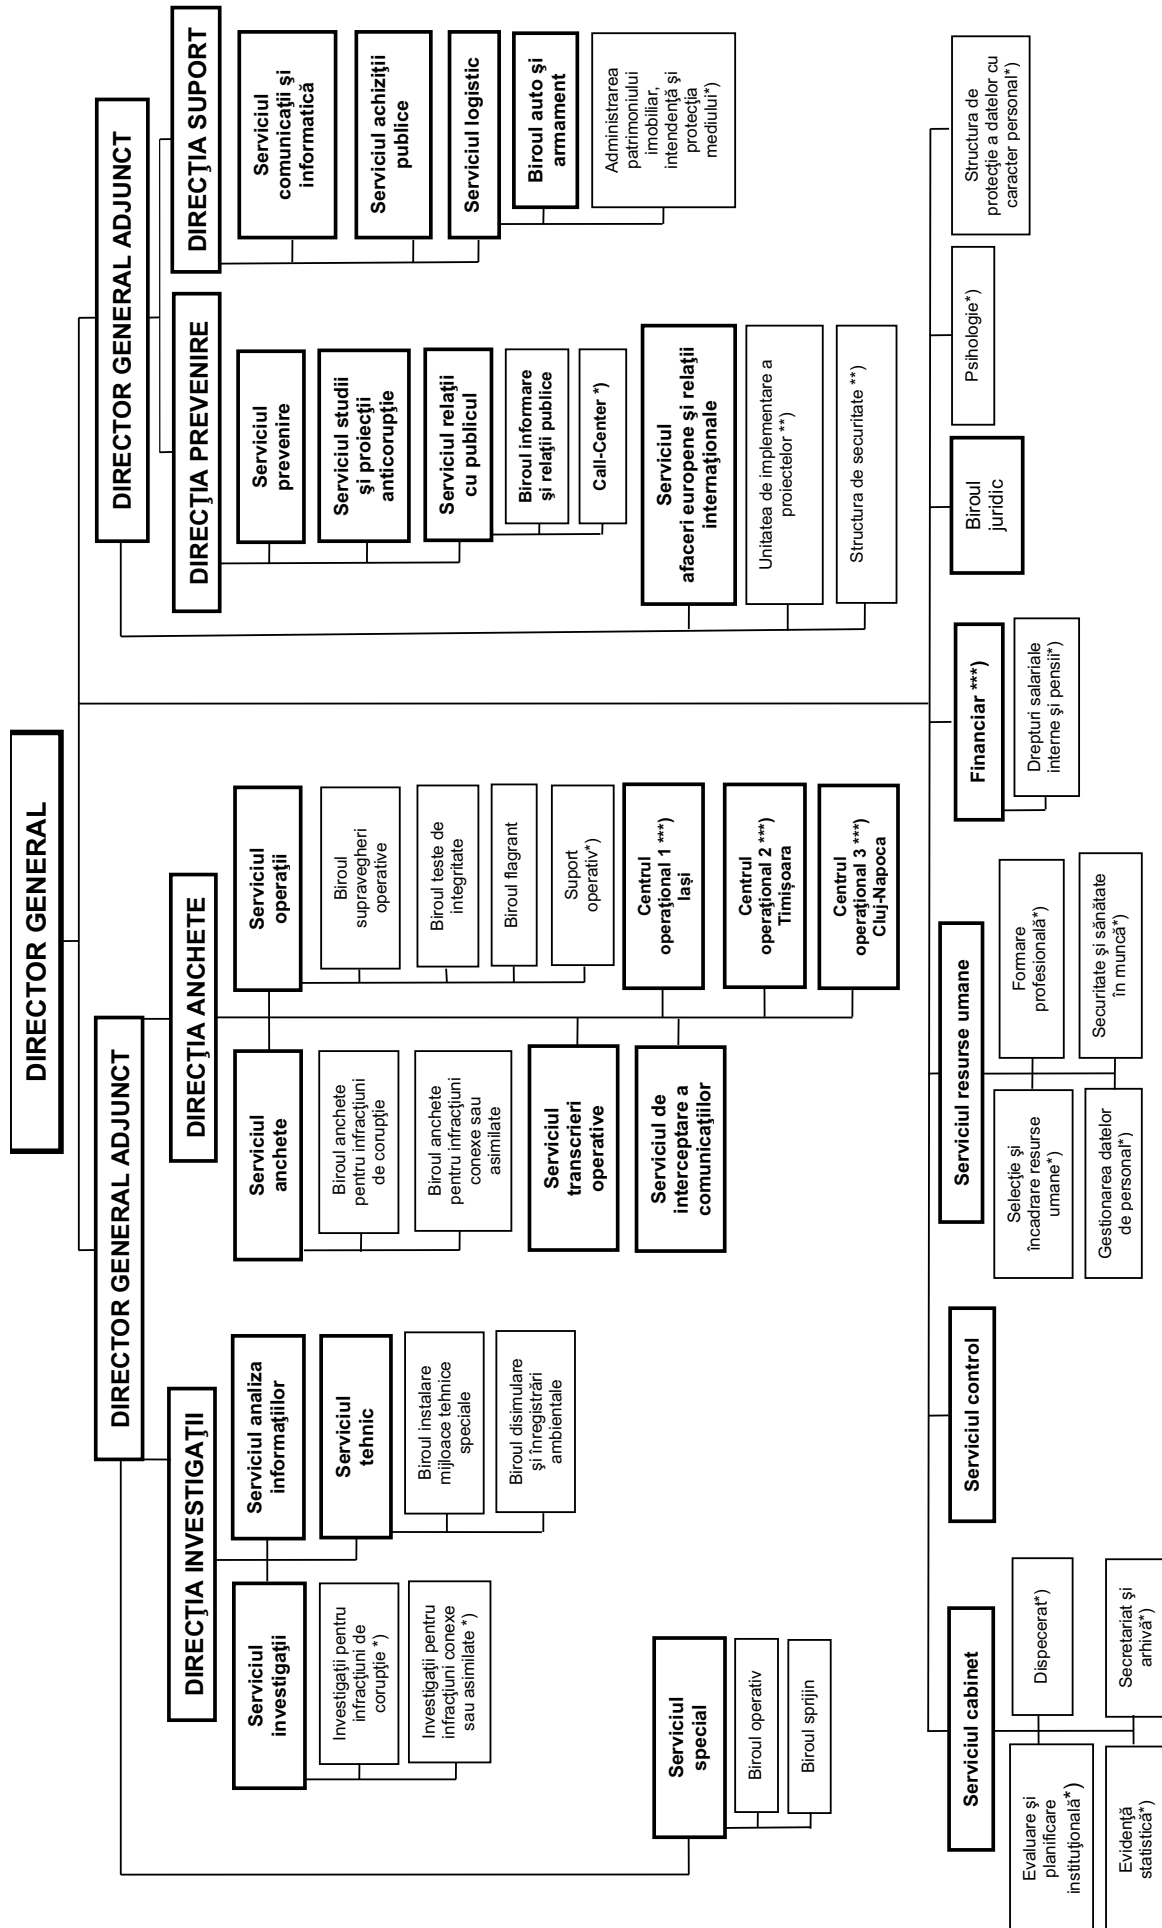 DIRECTOR GENERAL
DIRECTOR GENERAL ADJUNCT
DIRECŢIA INVESTIGAŢII
Serviciul
investigaţii
Investigaţii pentru
infracţiuni de
corupţie *)
Investigaţii pentru
infracţiuni conexe
sau asimilate *)
Serviciul analiza
informaţiilor
Serviciul
tehnic
Biroul instalare
mijloace tehnice
speciale
Biroul disimulare
şi înregistrări
ambientale
Serviciul
special
Biroul operativ
Biroul sprijin
DIRECŢIA ANCHETE
Serviciul
anchete
Biroul anchete
pentru infracţiuni
de corupţie
Biroul anchete
pentru infracţiuni
conexe sau
asimilate
Serviciul
transcrieri
operative
Serviciul de
interceptare a
comunicaţiilor
Serviciul
operaţii
Biroul
supravegheri
operative
Biroul teste de
integritate
Biroul flagrant
Suport
operativ*)
Centrul
operaţional 1 ***)
Iaşi
Centrul
operaţional 2 ***)
Timişoara
Centrul
operaţional 3 ***)
Cluj-Napoca
DIRECTOR GENERAL ADJUNCT
DIRECŢIA PREVENIRE
Serviciul
prevenire
Serviciul studii
şi proiecţii
anticorupţie
Serviciul relaţii
cu publicul
Biroul informare
şi relaţii publice
Call-Center *)
Serviciul
afaceri europene şi relaţii
internaţionale
Unitatea de implementare a
proiectelor **)
Structura de securitate **)
DIRECŢIA SUPORT
Serviciul
comunicaţii şi
informatică
Serviciul achiziţii
publice
Serviciul logistic
Biroul auto şi
armament
Administrarea
patrimoniului
imobiliar,
intendenţă şi
protecţia
mediului*)
Serviciul cabinet
Evaluare şi
planificare
instituţională*)
Dispecerat*)
Evidenţă
statistică*)
Secretariat şi
arhivă*)
Serviciul control
Serviciul resurse umane
Selecţie şi
încadrare resurse
umane*)
Formare
profesională*)
Gestionarea datelor
de personal*)
Securitate şi sănătate
în muncă*)
Financiar ***)
Drepturi salariale
interne şi pensii*)
Biroul
juridic
Psihologie*)
Structura de
protecţie a datelor cu
caracter personal*)